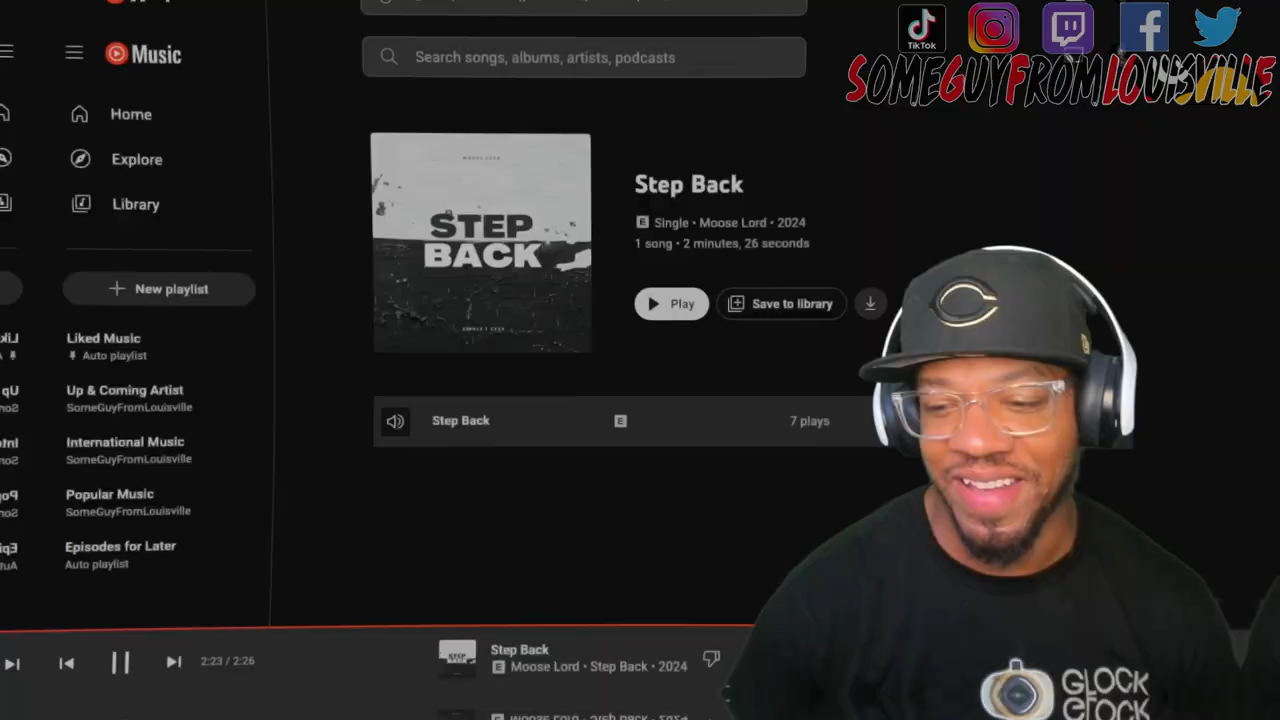 TikTok
SOMEGUYFROMLOUISVILLE
Music
Search songs, albums, artists, podcasts
Home
Explore
Library
New playlist
Liked Music
Auto playlist
Up & Coming Artist
SomeGuyFromLouisville
International Music
SomeGuyFromLouisville
Popular Music
SomeGuyFromLouisville
Episodes for Later
Auto playlist
STEP
BACK
Step Back
E Single • Moose Lord • 2024
1 song • 2 minutes, 26 seconds
Play
Save to library
Step Back E 7 plays
2:23 / 2:26
STEP
BACK
Step Back
E Moose Lord • Step Back • 2024
GLOCK